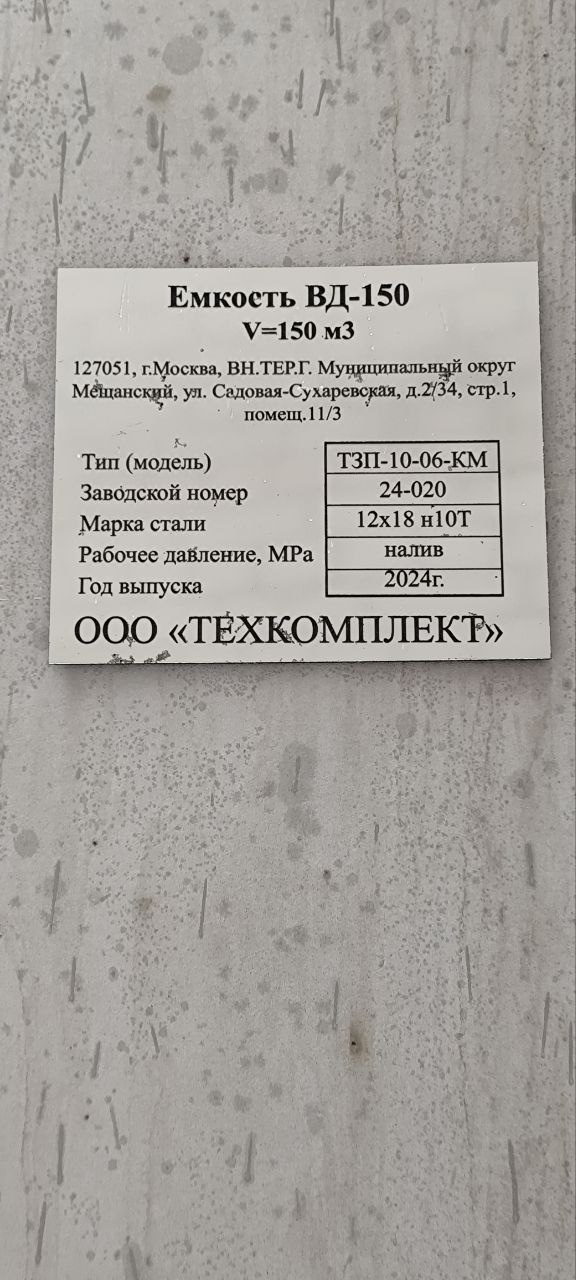 Емкость ВД-150
V=150 м3
127051, г.Москва, ВН.ТЕР.Г. Муниципальный округ
Мещанский, ул. Садовая-Сухаревская, д.2/34, стр.1,
помещ.11/3
Тип (модель) ТЗП-10-06-КМ
Заводской номер 24-020
Марка стали 12х18 н10Т
Рабочее давление, МРа налив
Год выпуска 2024г.
ООО «ТЕХКОМПЛЕКТ»